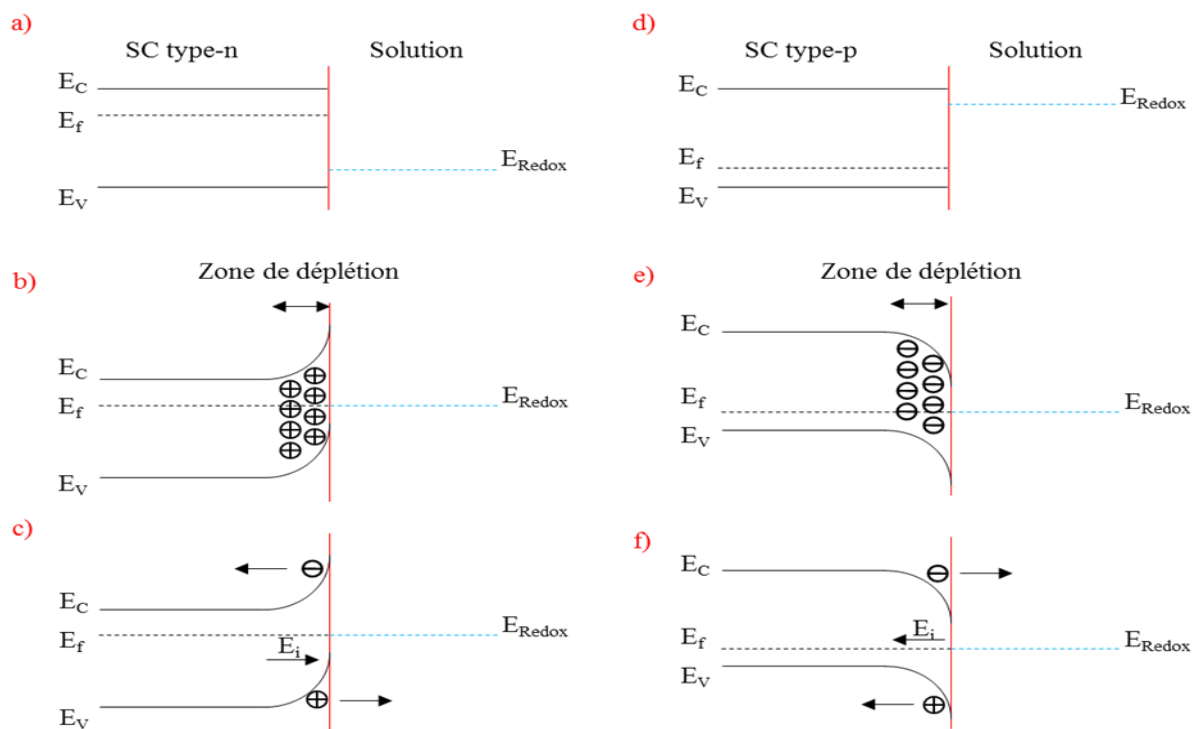 a)
SC type-n Solution
E_C
E_f
E_Redox
E_V
d)
SC type-p Solution
E_C
E_Redox
E_f
E_V
b)
Zone de déplétion
E_C
E_f
E_Redox
E_V
e)
Zone de déplétion
E_C
E_f
E_Redox
E_V
c)
E_C
E_f
E_Redox
E_i
E_V
f)
E_C
E_i
E_f
E_Redox
E_V